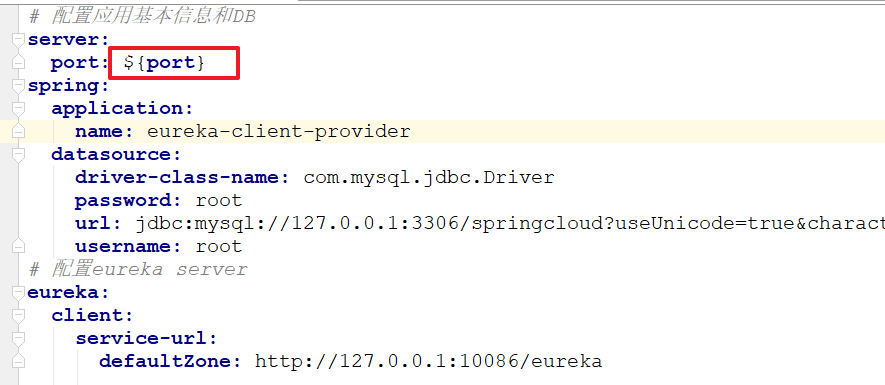 # 配置应用基本信息和DB
server:
  port: ${port}
spring:
  application:
    name: eureka-client-provider
  datasource:
    driver-class-name: com.mysql.jdbc.Driver
    password: root
    url: jdbc:mysql://127.0.0.1:3306/springcloud?useUnicode=true&charact
    username: root
# 配置eureka server
eureka:
  client:
    service-url:
      defaultZone: http://127.0.0.1:10086/eureka